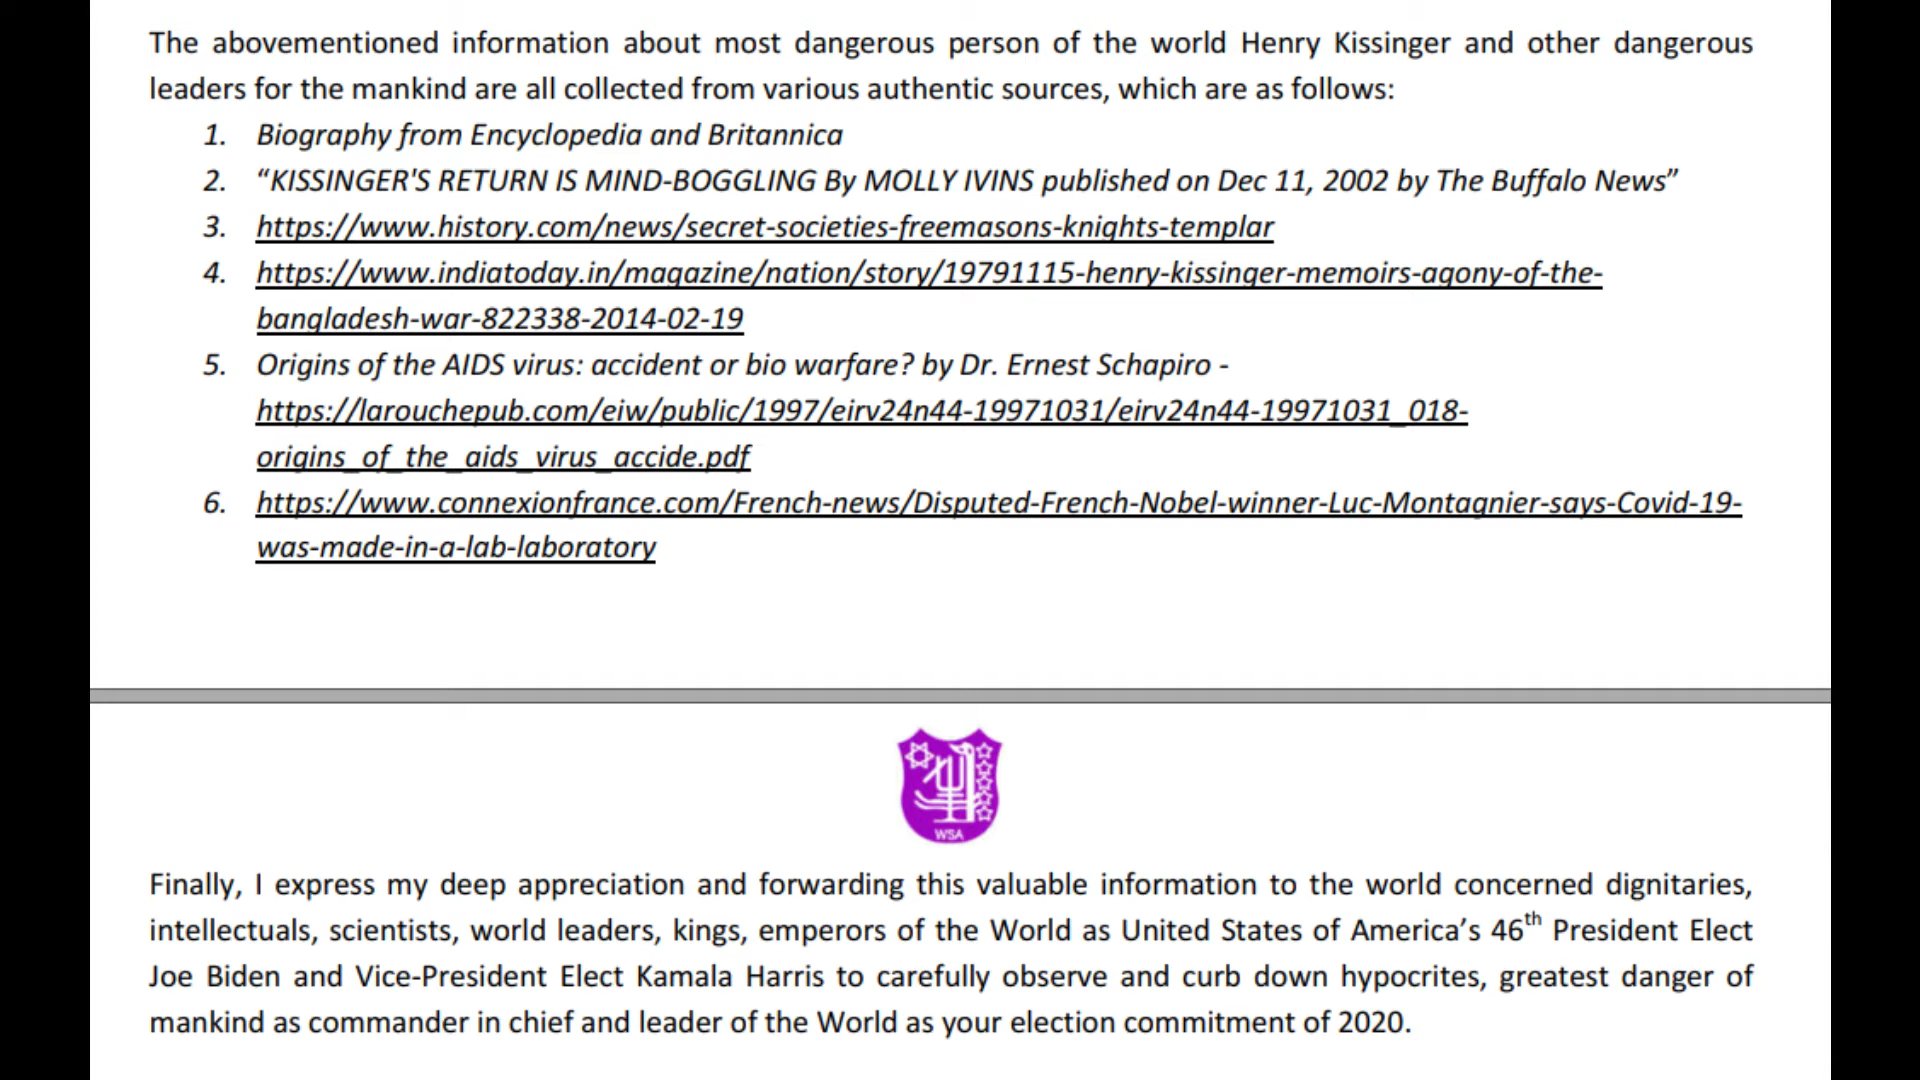 The abovementioned information about most dangerous person of the world Henry Kissinger and other dangerous
leaders for the mankind are all collected from various authentic sources, which are as follows:
1. Biography from Encyclopedia and Britannica
2. “KISSINGER'S RETURN IS MIND-BOGGLING By MOLLY IVINS published on Dec 11, 2002 by The Buffalo News”
3. https://www.history.com/news/secret-societies-freemasons-knights-templar
4. https://www.indiatoday.in/magazine/nation/story/19791115-henry-kissinger-memoirs-agony-of-the-
bangladesh-war-822338-2014-02-19
5. Origins of the AIDS virus: accident or bio warfare? by Dr. Ernest Schapiro -
https://larouchepub.com/eiw/public/1997/eirv24n44-19971031/eirv24n44-19971031_018-
origins_of_the_aids_virus_accide.pdf
6. https://www.connexionfrance.com/French-news/Disputed-French-Nobel-winner-Luc-Montagnier-says-Covid-19-
was-made-in-a-lab-laboratory
WSA
Finally, I express my deep appreciation and forwarding this valuable information to the world concerned dignitaries,
intellectuals, scientists, world leaders, kings, emperors of the World as United States of America’s 46th President Elect
Joe Biden and Vice-President Elect Kamala Harris to carefully observe and curb down hypocrites, greatest danger of
mankind as commander in chief and leader of the World as your election commitment of 2020.